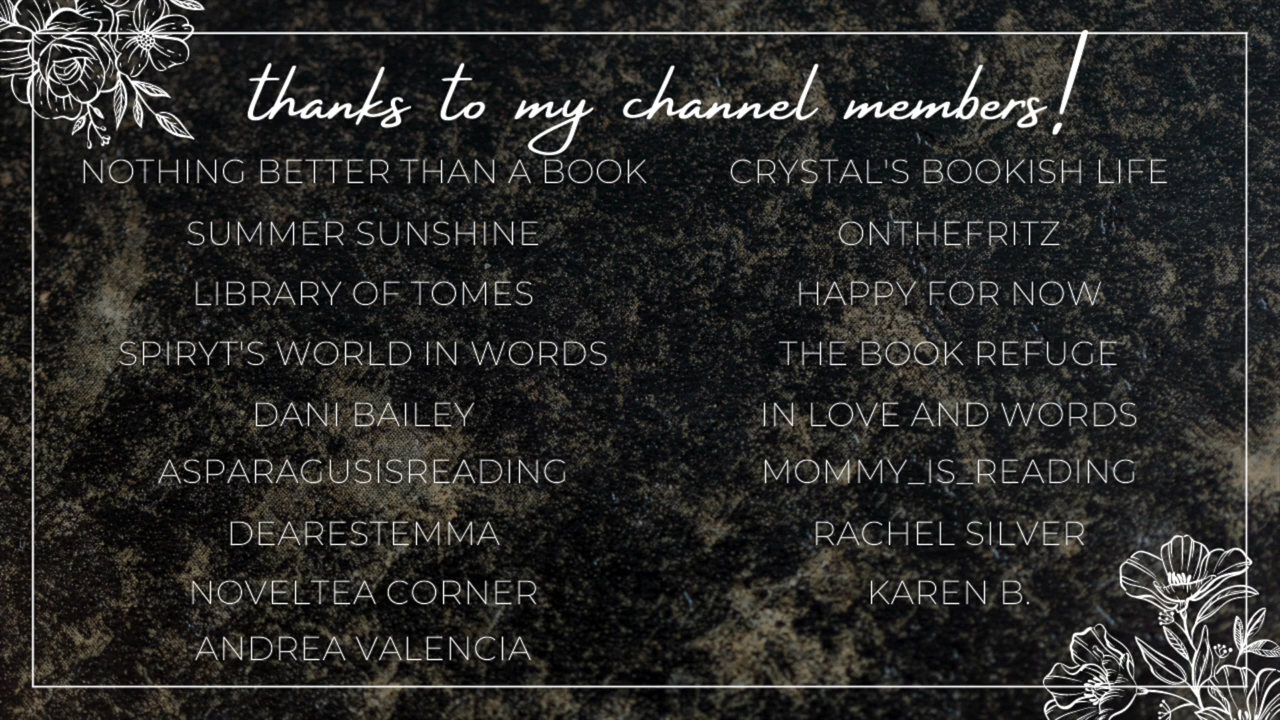 thanks to my channel members!
NOTHING BETTER THAN A BOOK
SUMMER SUNSHINE
LIBRARY OF TOMES
SPIRYT'S WORLD IN WORDS
DANI BAILEY
ASPARAGUSISREADING
DEARESTEMMA
NOVELTEA CORNER
ANDREA VALENCIA
CRYSTAL'S BOOKISH LIFE
ONTHEFRITZ
HAPPY FOR NOW
THE BOOK REFUGE
IN LOVE AND WORDS
MOMMY_IS_READING
RACHEL SILVER
KAREN B.